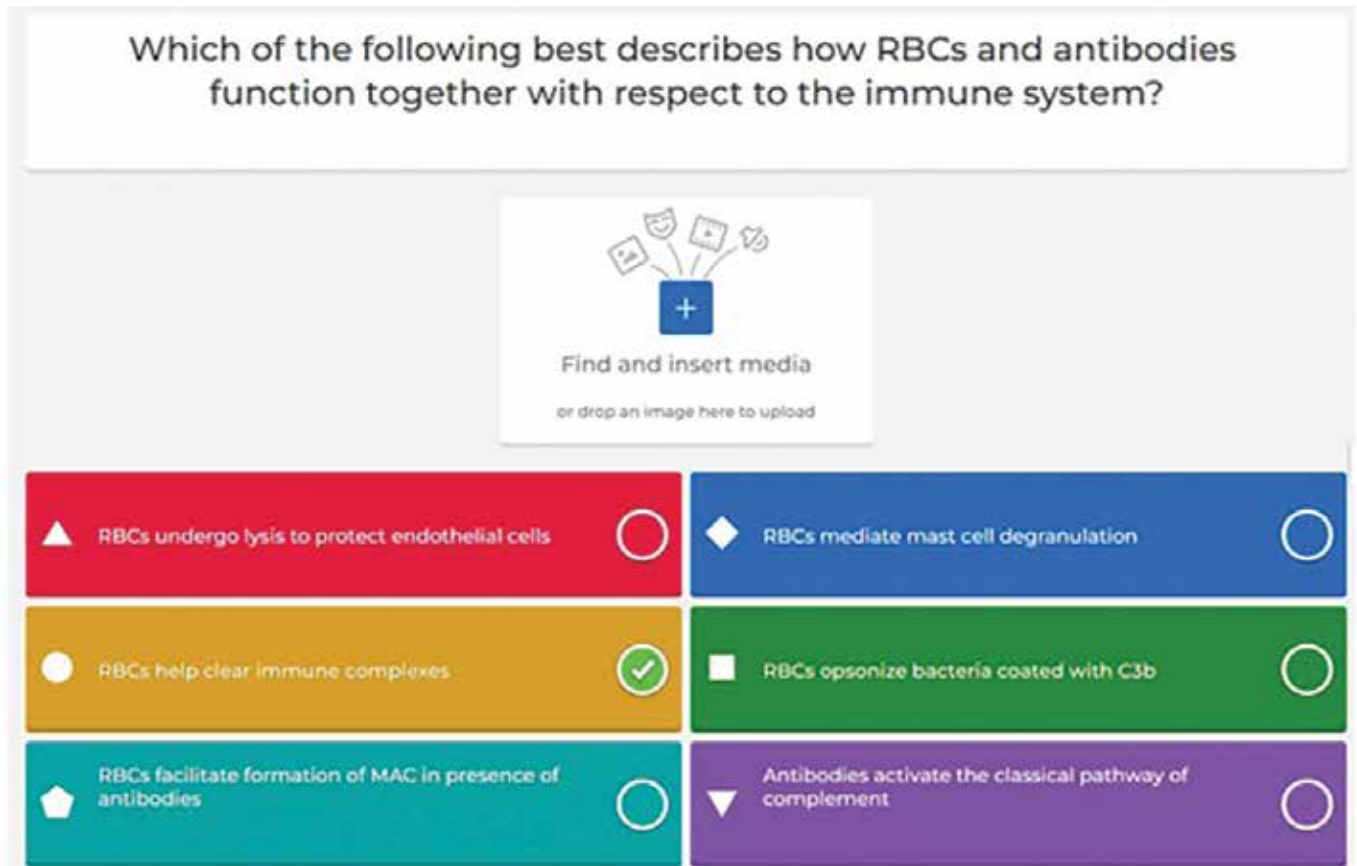 Which of the following best describes how RBCs and antibodies
function together with respect to the immune system?
Find and insert media
or drop an image here to upload
RBCs undergo lysis to protect endothelial cells
RBCs mediate mast cell degranulation
RBCs help clear immune complexes
RBCs opsonize bacteria coated with C3b
RBCs facilitate formation of MAC in presence of
antibodies
Antibodies activate the classical pathway of
complement